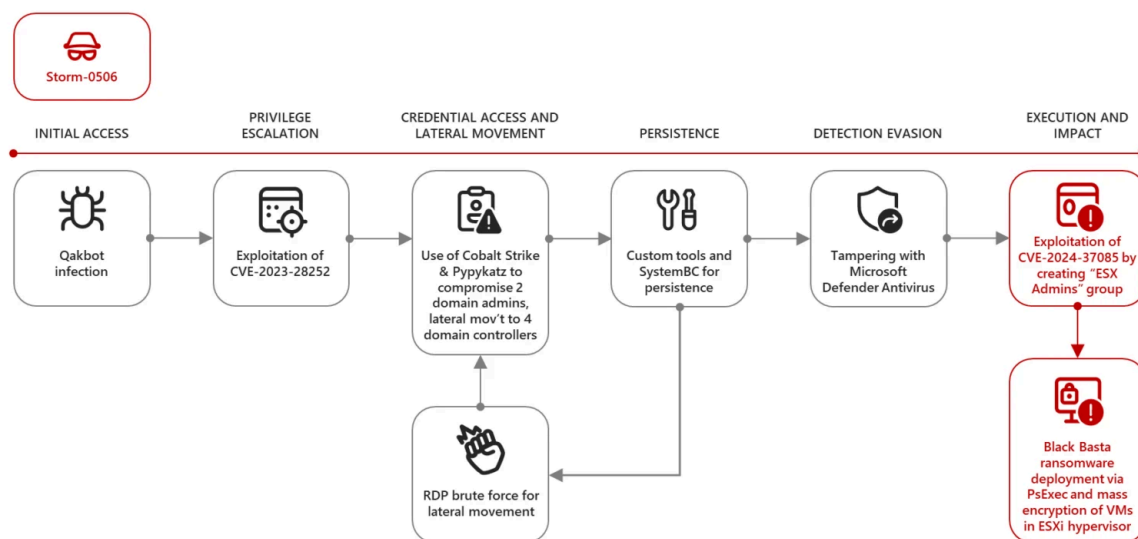 Storm-0506
INITIAL ACCESS
PRIVILEGE
ESCALATION
CREDENTIAL ACCESS AND
LATERAL MOVEMENT
PERSISTENCE
DETECTION EVASION
EXECUTION AND
IMPACT
Qakbot
infection
Exploitation of
CVE-2023-28252
Use of Cobalt Strike
& Pypykatz to
compromise 2
domain admins,
lateral mov't to 4
domain controllers
Custom tools and
SystemBC for
persistence
Tampering with
Microsoft
Defender Antivirus
Exploitation of
CVE-2024-37085 by
creating “ESX
Admins” group
RDP brute force for
lateral movement
Black Basta
ransomware
deployment via
PsExec and mass
encryption of VMs
in ESXi hypervisor